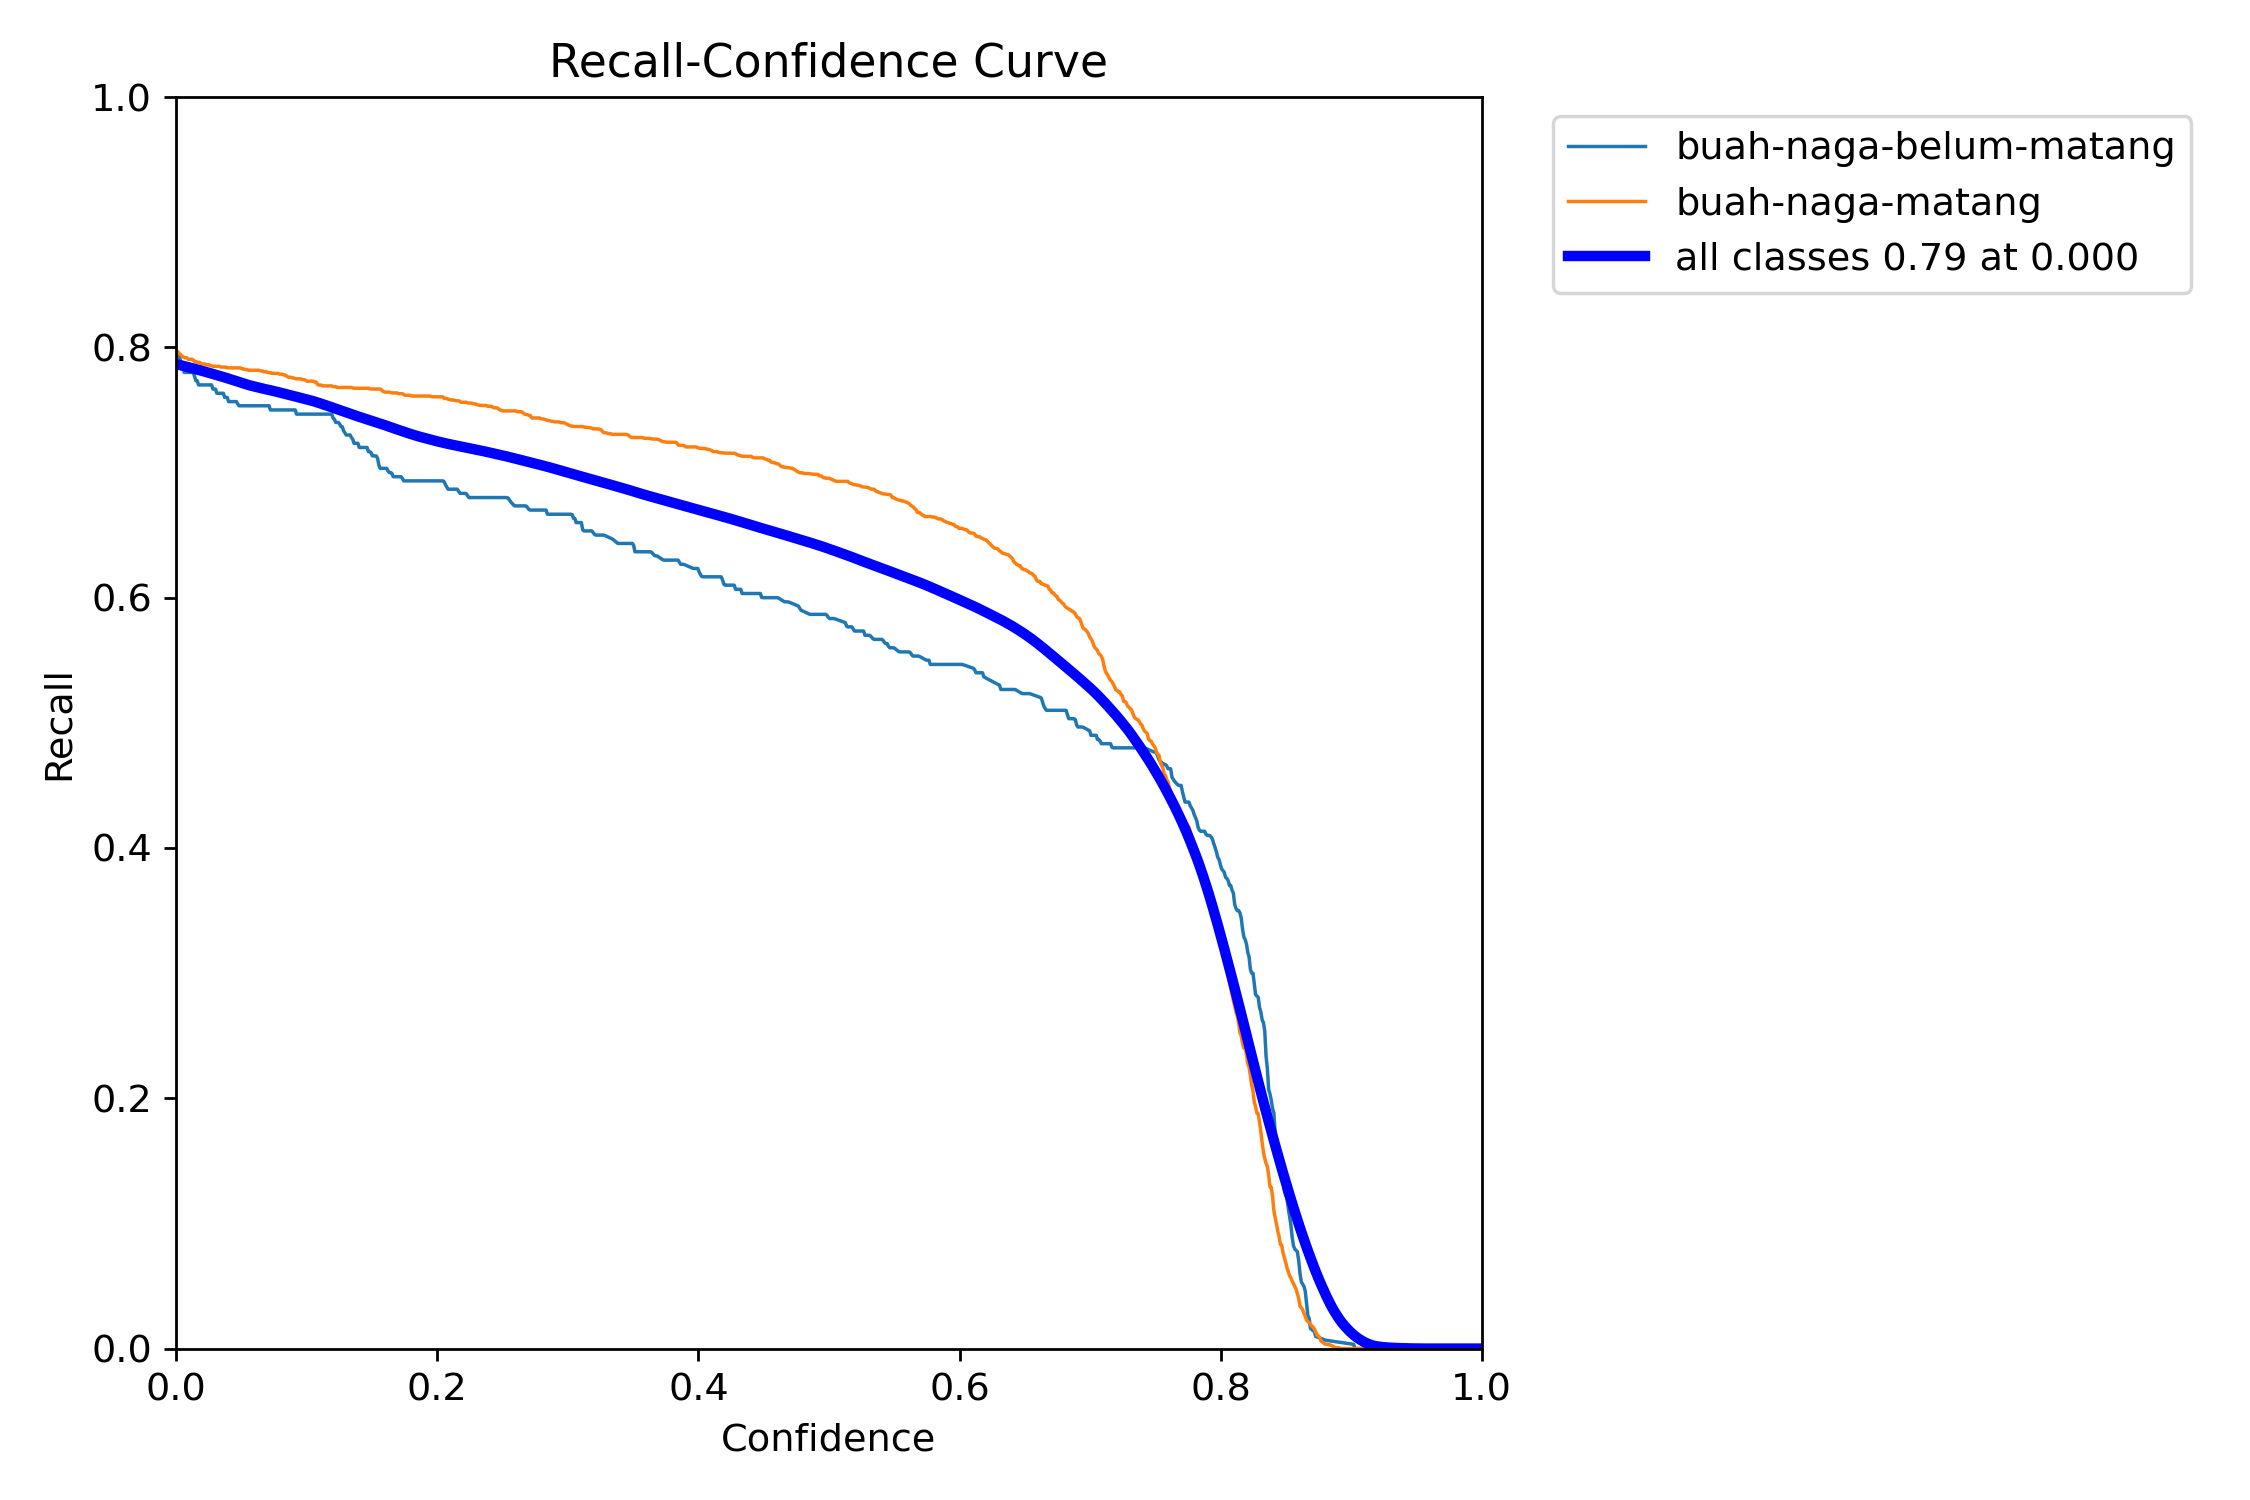 Recall-Confidence Curve
1.0
0.8
0.6
0.4
0.2
0.0
Recall
0.0 0.2 0.4 0.6 0.8 1.0
Confidence
buah-naga-belum-matang
buah-naga-matang
all classes 0.79 at 0.000